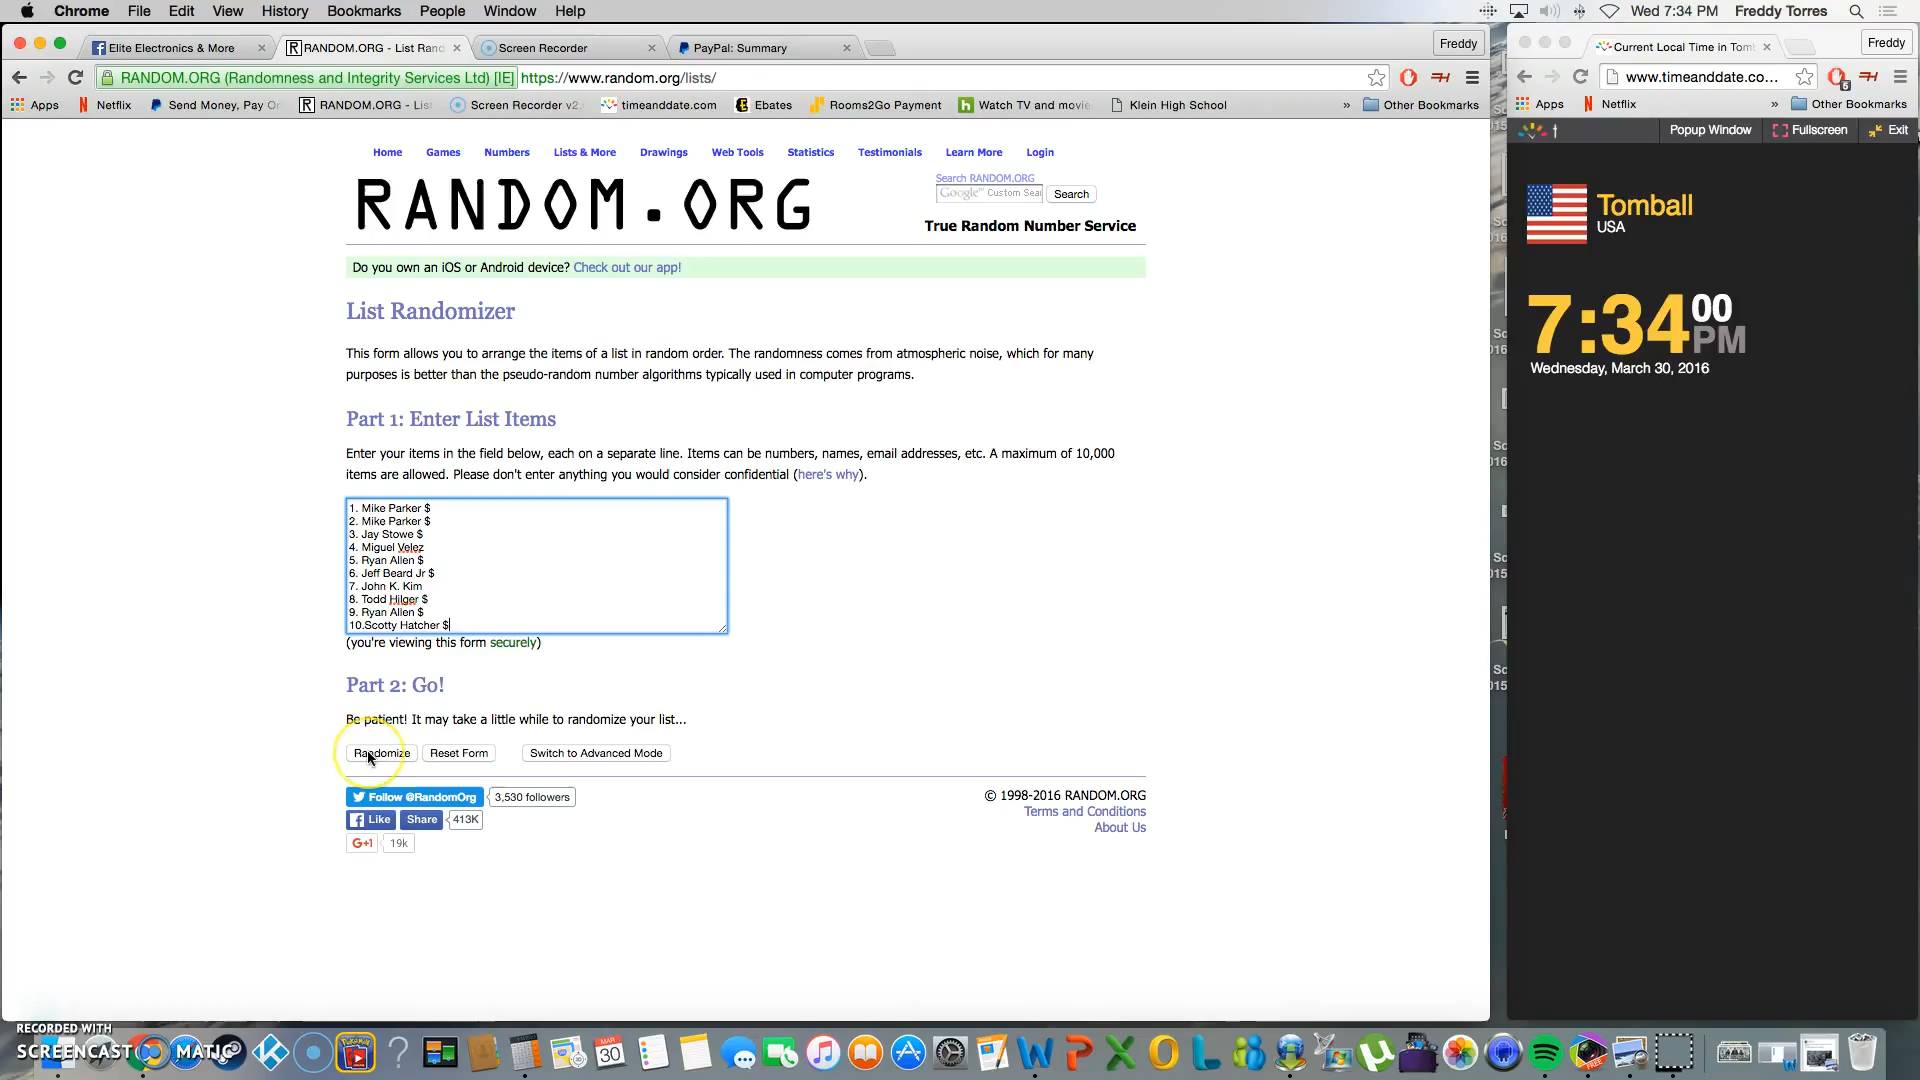 Chrome File Edit View History Bookmarks People Window Help
Wed 7:34 PM Freddy Torres
Elite Electronics & More
RANDOM.ORG - List Ran
Screen Recorder
PayPal: Summary
Freddy
RANDOM.ORG (Randomness and Integrity Services Ltd) [IE] https://www.random.org/lists/
Apps Netflix Send Money, Pay O RANDOM.ORG - Lis Screen Recorder v2. timeanddate.com Ebates Rooms2Go Payment Watch TV and movie Klein High School » Other Bookmarks
Home Games Numbers Lists & More Drawings Web Tools Statistics Testimonials Learn More Login
RANDOM.ORG
Search RANDOM.ORG
Google™ Custom Sea Search
True Random Number Service
Do you own an iOS or Android device? Check out our app!
List Randomizer
This form allows you to arrange the items of a list in random order. The randomness comes from atmospheric noise, which for many
purposes is better than the pseudo-random number algorithms typically used in computer programs.
Part 1: Enter List Items
Enter your items in the field below, each on a separate line. Items can be numbers, names, email addresses, etc. A maximum of 10,000
items are allowed. Please don't enter anything you would consider confidential (here's why).
1. Mike Parker $
2. Mike Parker $
3. Jay Stowe $
4. Miguel Velez
5. Ryan Allen $
6. Jeff Beard Jr $
7. John K. Kim
8. Todd Hilger $
9. Ryan Allen $
10.Scotty Hatcher $
(you're viewing this form securely)
Part 2: Go!
Be patient! It may take a little while to randomize your list...
Randomize Reset Form Switch to Advanced Mode
Follow @RandomOrg 3,530 followers
Like Share 413K
G+1 19k
© 1998-2016 RANDOM.ORG
Terms and Conditions
About Us
Current Local Time in Tomb
Freddy
www.timeanddate.co...
Apps Netflix » Other Bookmarks
Popup Window Fullscreen Exit
Tomball
USA
7:34 00 PM
Wednesday, March 30, 2016
RECORDED WITH
SCREENCAST MATIC
MAR
30